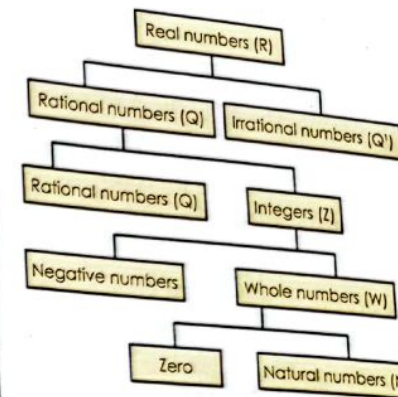 Real numbers (R)
Rational numbers (Q)
Irrational numbers (Q')
Rational numbers (Q)
Integers (Z)
Negative numbers
Whole numbers (W)
Zero
Natural numbers (